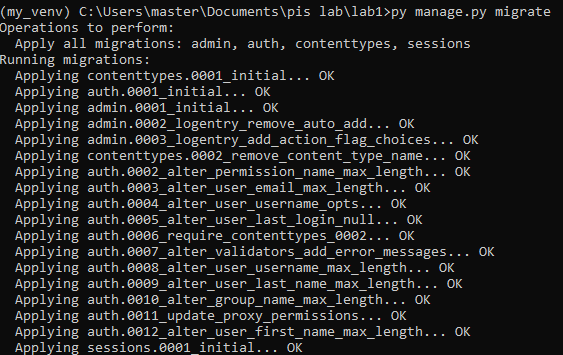 (my_venv) C:\Users\master\Documents\pis lab\lab1>py manage.py migrate
Operations to perform:
  Apply all migrations: admin, auth, contenttypes, sessions
Running migrations:
  Applying contenttypes.0001_initial... OK
  Applying auth.0001_initial... OK
  Applying admin.0001_initial... OK
  Applying admin.0002_logentry_remove_auto_add... OK
  Applying admin.0003_logentry_add_action_flag_choices... OK
  Applying contenttypes.0002_remove_content_type_name... OK
  Applying auth.0002_alter_permission_name_max_length... OK
  Applying auth.0003_alter_user_email_max_length... OK
  Applying auth.0004_alter_user_username_opts... OK
  Applying auth.0005_alter_user_last_login_null... OK
  Applying auth.0006_require_contenttypes_0002... OK
  Applying auth.0007_alter_validators_add_error_messages... OK
  Applying auth.0008_alter_user_username_max_length... OK
  Applying auth.0009_alter_user_last_name_max_length... OK
  Applying auth.0010_alter_group_name_max_length... OK
  Applying auth.0011_update_proxy_permissions... OK
  Applying auth.0012_alter_user_first_name_max_length... OK
  Applying sessions.0001_initial... OK